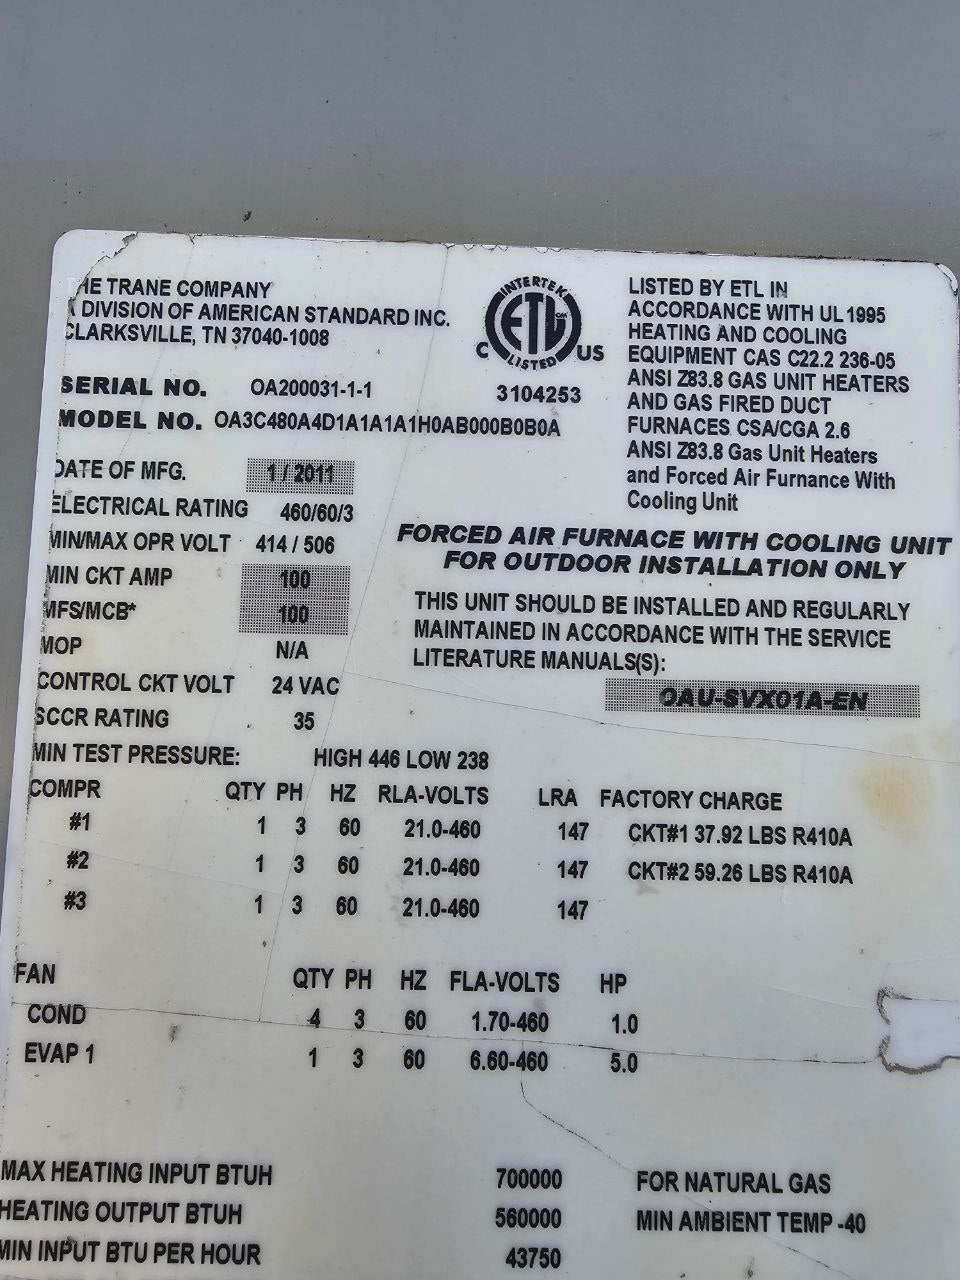 THE TRANE COMPANY
A DIVISION OF AMERICAN STANDARD INC.
CLARKSVILLE, TN 37040-1008
INTERTEK
ETL CM
LISTED
C US
3104253
LISTED BY ETL IN
ACCORDANCE WITH UL 1995
HEATING AND COOLING
EQUIPMENT CAS C22.2 236-05
ANSI Z83.8 GAS UNIT HEATERS
AND GAS FIRED DUCT
FURNACES CSA/CGA 2.6
ANSI Z83.8 Gas Unit Heaters
and Forced Air Furnance With
Cooling Unit
SERIAL NO. OA200031-1-1
MODEL NO. OA3C480A4D1A1A1A1H0AB000B0B0A
DATE OF MFG. 1 / 2011
ELECTRICAL RATING 460/60/3
MIN/MAX OPR VOLT 414 / 506
MIN CKT AMP 100
MFS/MCB* 100
MOP N/A
CONTROL CKT VOLT 24 VAC
SCCR RATING 35
FORCED AIR FURNACE WITH COOLING UNIT
FOR OUTDOOR INSTALLATION ONLY
THIS UNIT SHOULD BE INSTALLED AND REGULARLY
MAINTAINED IN ACCORDANCE WITH THE SERVICE
LITERATURE MANUALS(S):
OAU-SVX01A-EN
MIN TEST PRESSURE: HIGH 446 LOW 238
COMPR QTY PH HZ RLA-VOLTS LRA FACTORY CHARGE
#1 1 3 60 21.0-460 147 CKT#1 37.92 LBS R410A
#2 1 3 60 21.0-460 147 CKT#2 59.26 LBS R410A
#3 1 3 60 21.0-460 147
FAN QTY PH HZ FLA-VOLTS HP
COND 4 3 60 1.70-460 1.0
EVAP 1 1 3 60 6.60-460 5.0
MAX HEATING INPUT BTUH 700000 FOR NATURAL GAS
HEATING OUTPUT BTUH 560000 MIN AMBIENT TEMP -40
MIN INPUT BTU PER HOUR 43750